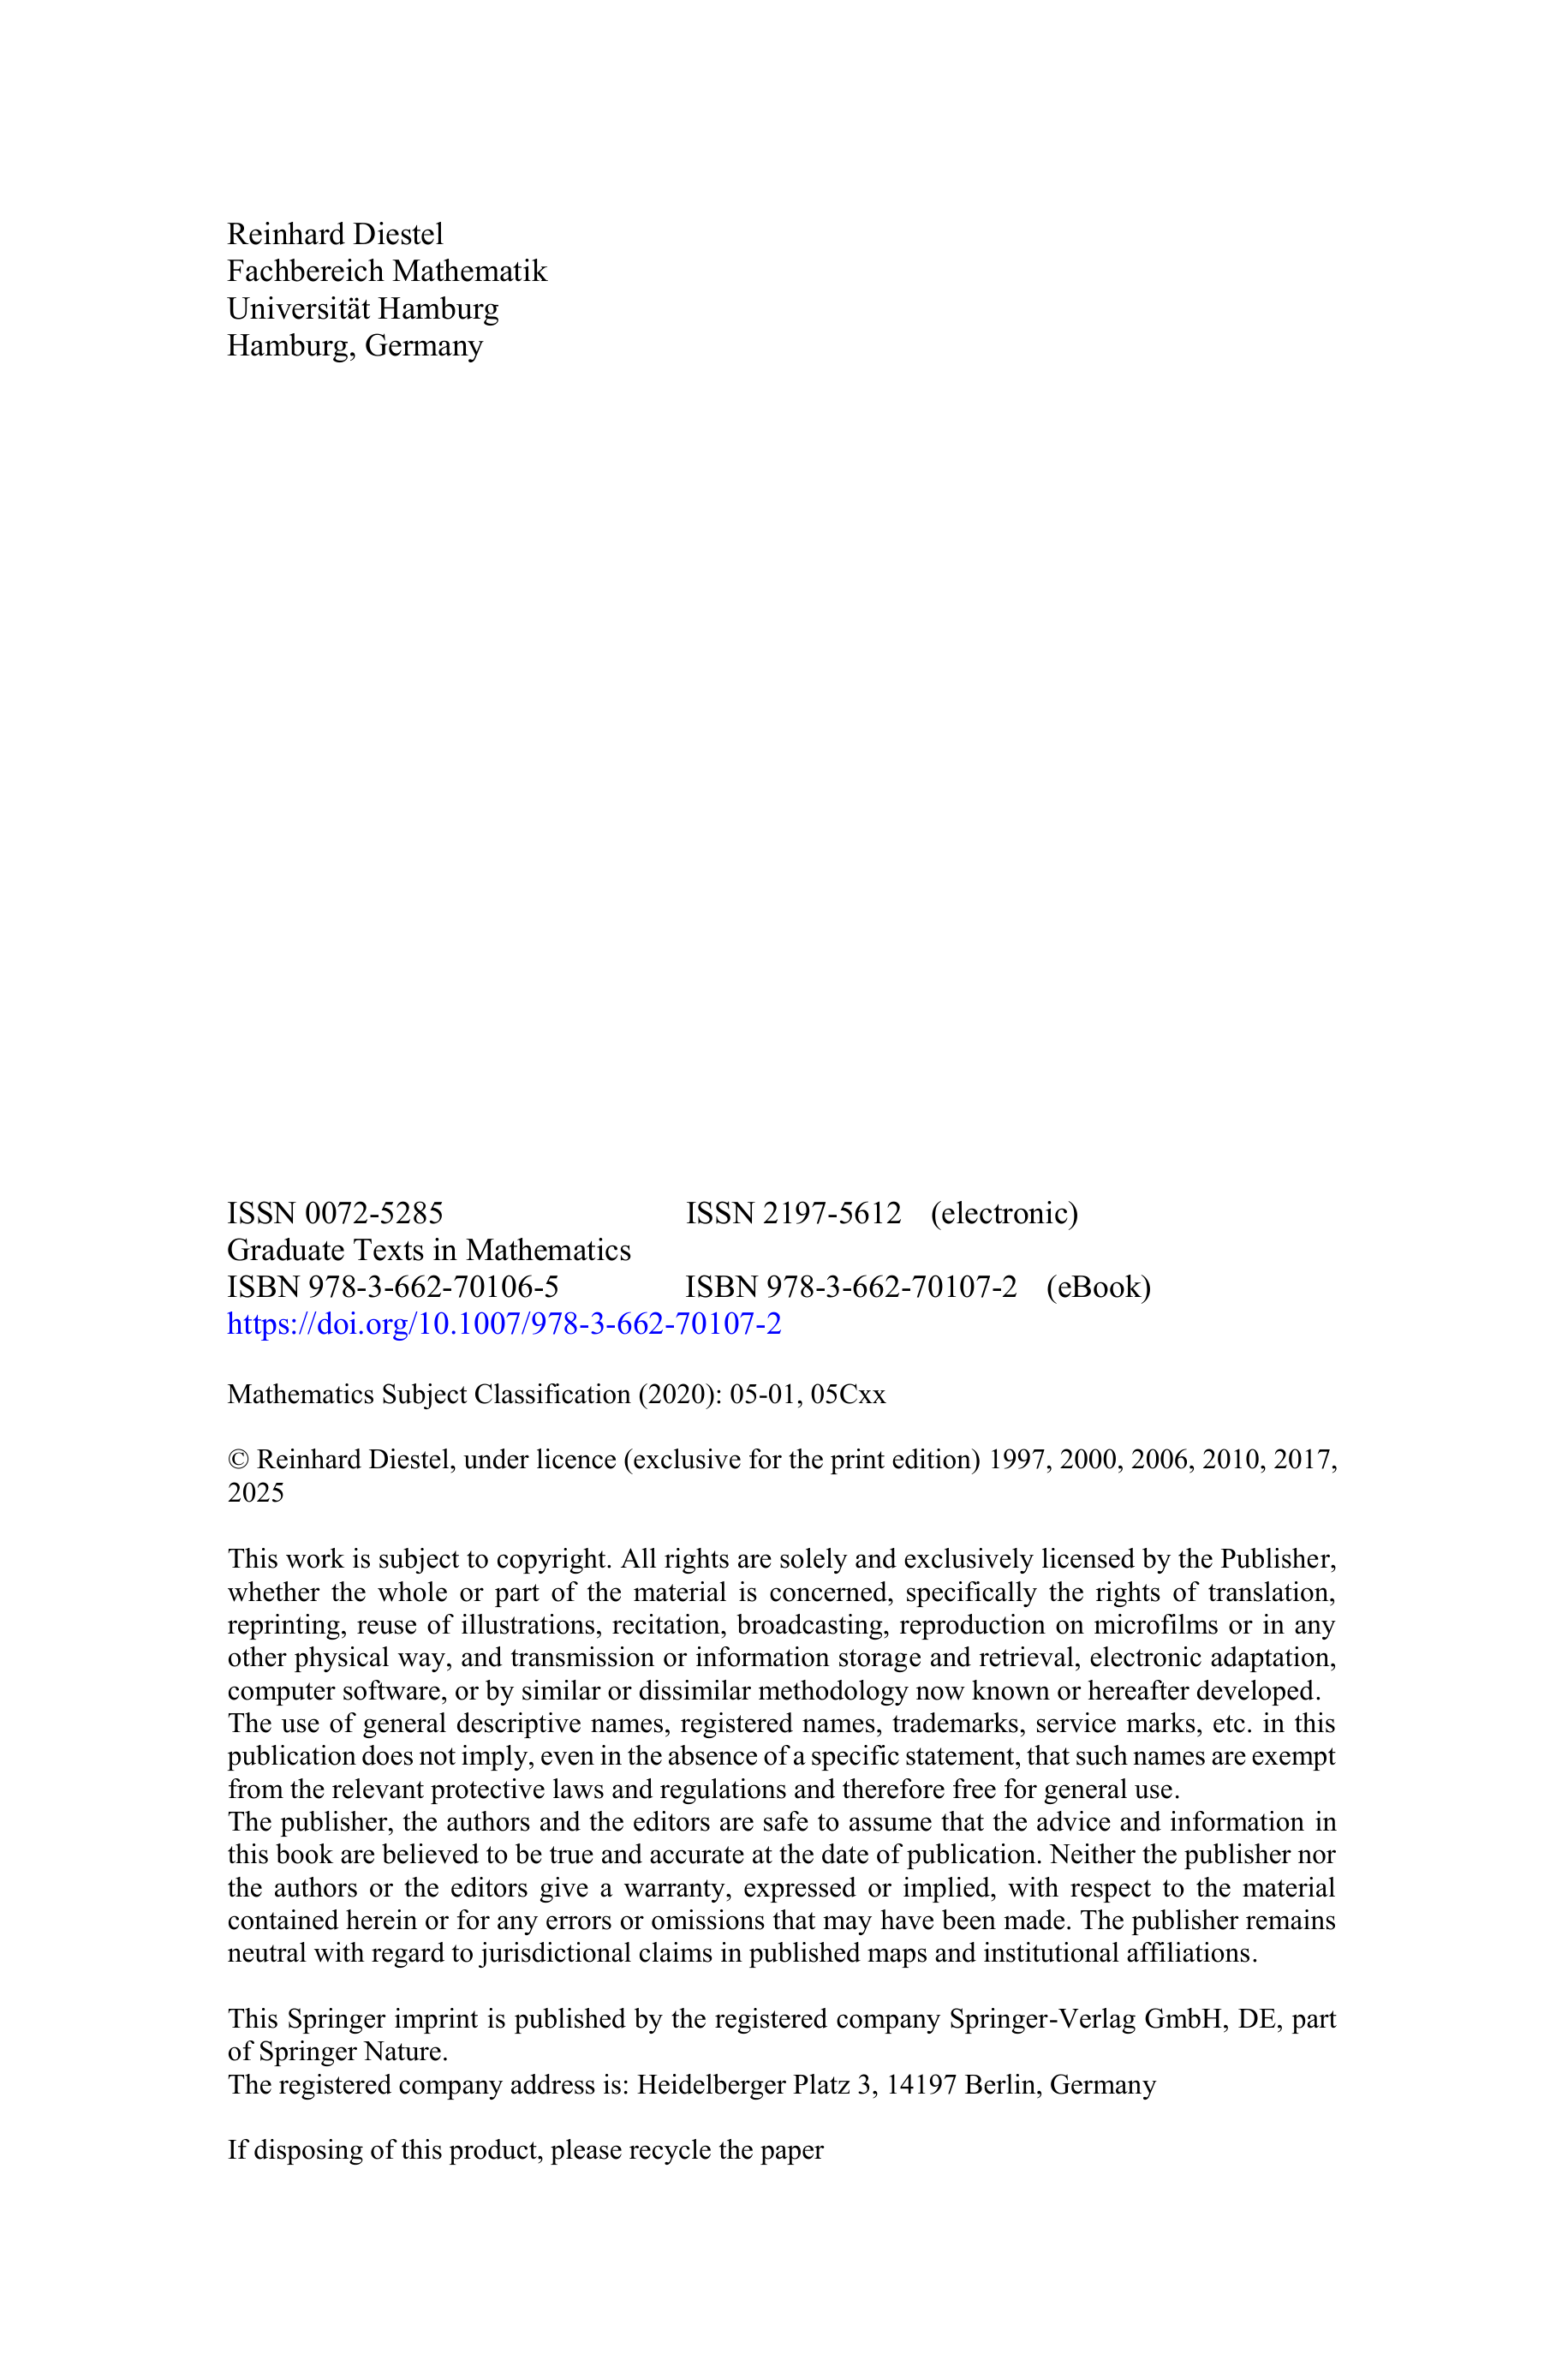 Reinhard Diestel
Fachbereich Mathematik
Universität Hamburg
Hamburg, Germany
ISSN 0072-5285 ISSN 2197-5612 (electronic)
Graduate Texts in Mathematics
ISBN 978-3-662-70106-5 ISBN 978-3-662-70107-2 (eBook)
https://doi.org/10.1007/978-3-662-70107-2
Mathematics Subject Classification (2020): 05-01, 05Cxx
© Reinhard Diestel, under licence (exclusive for the print edition) 1997, 2000, 2006, 2010, 2017,
2025
This work is subject to copyright. All rights are solely and exclusively licensed by the Publisher,
whether the whole or part of the material is concerned, specifically the rights of translation,
reprinting, reuse of illustrations, recitation, broadcasting, reproduction on microfilms or in any
other physical way, and transmission or information storage and retrieval, electronic adaptation,
computer software, or by similar or dissimilar methodology now known or hereafter developed.
The use of general descriptive names, registered names, trademarks, service marks, etc. in this
publication does not imply, even in the absence of a specific statement, that such names are exempt
from the relevant protective laws and regulations and therefore free for general use.
The publisher, the authors and the editors are safe to assume that the advice and information in
this book are believed to be true and accurate at the date of publication. Neither the publisher nor
the authors or the editors give a warranty, expressed or implied, with respect to the material
contained herein or for any errors or omissions that may have been made. The publisher remains
neutral with regard to jurisdictional claims in published maps and institutional affiliations.
This Springer imprint is published by the registered company Springer-Verlag GmbH, DE, part
of Springer Nature.
The registered company address is: Heidelberger Platz 3, 14197 Berlin, Germany
If disposing of this product, please recycle the paper